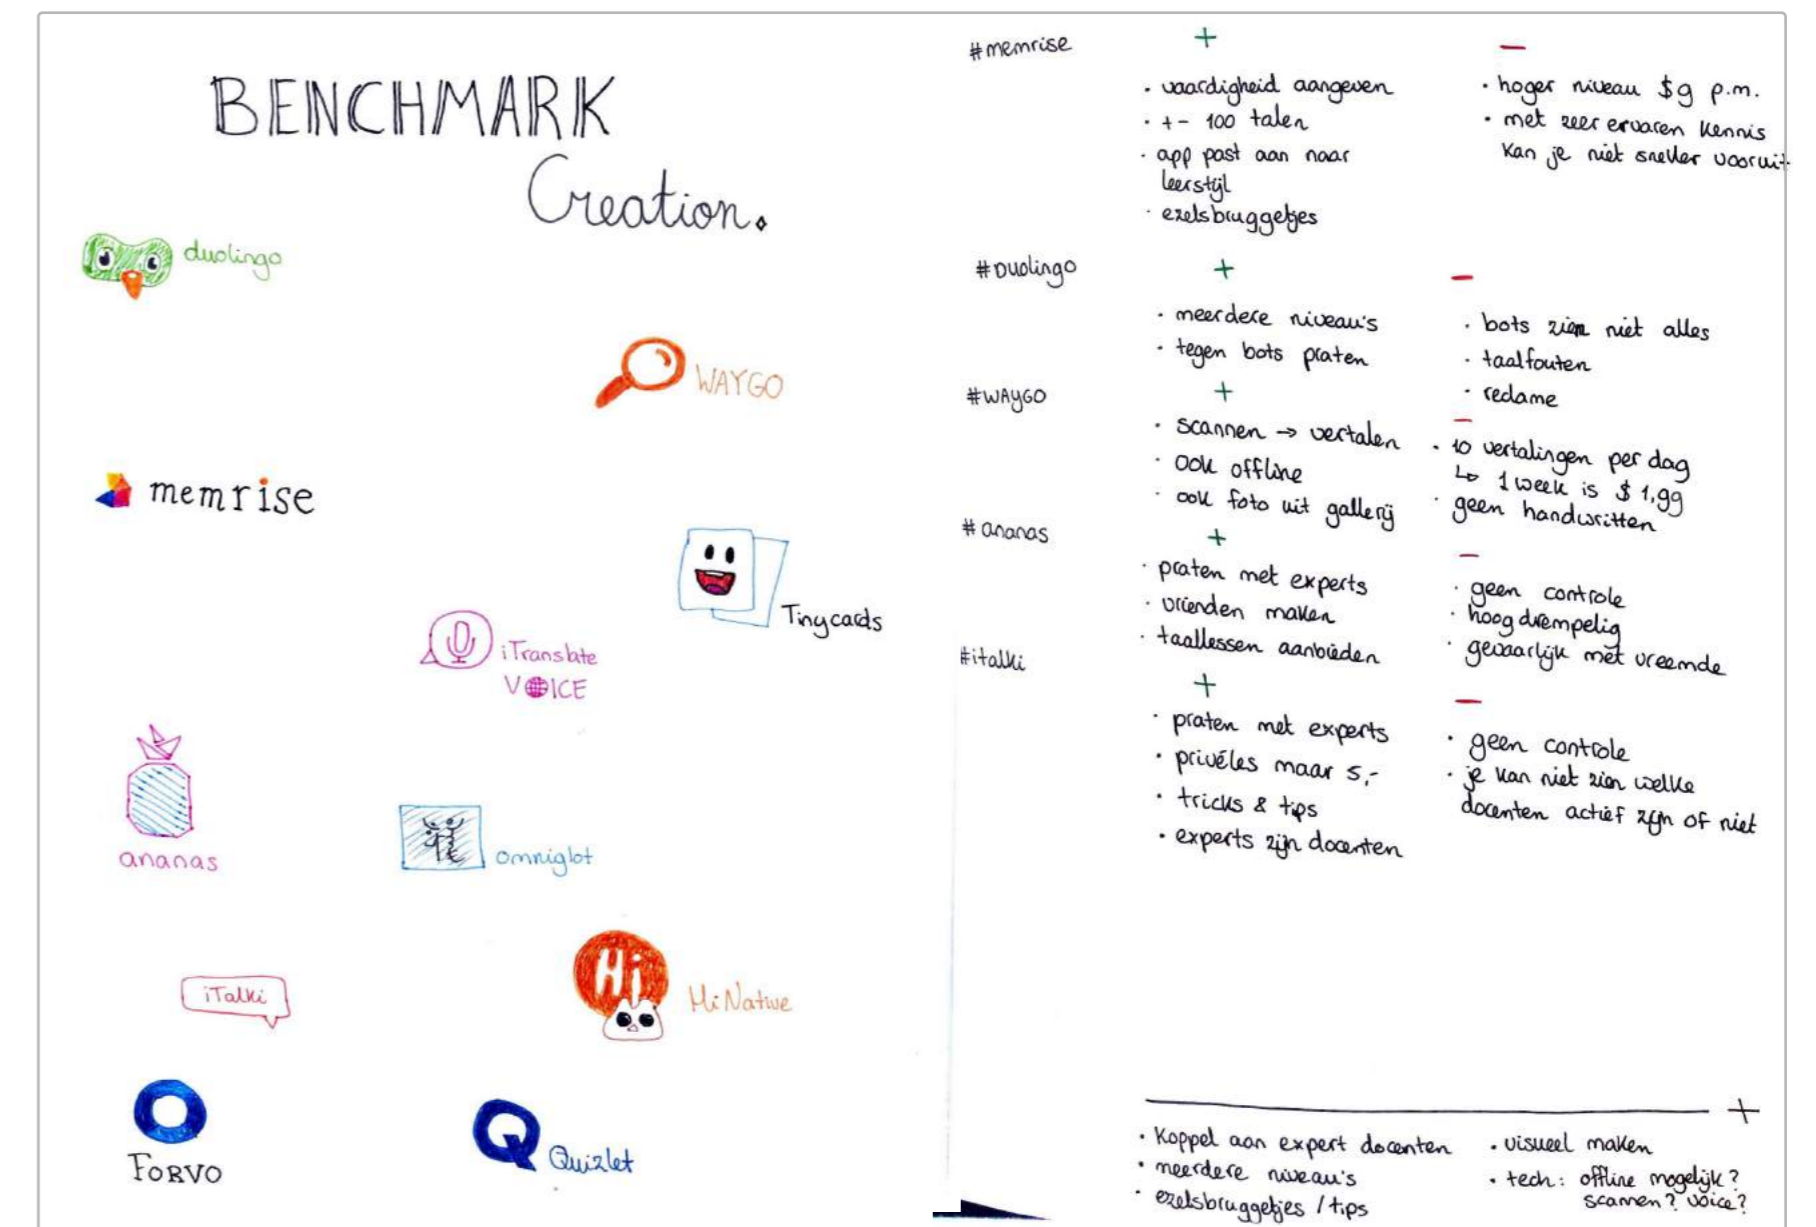 BENCHMARK
Creation.
duolingo
WAYGO
memrise
Tinycards
iTranslate
VOICE
ananas
omniglot
iTalki
Hi
HiNative
FORVO
Quizlet
#memrise + -
· vaardigheid aangeven
· +- 100 talen
· app past aan naar
leerstijl
· ezelsbruggetjes
· hoger niveau $9 p.m.
· met zeer ervaren kennis
kan je niet sneller vooruit
#Duolingo + -
· meerdere niveau's
· tegen bots praten
· bots zien niet alles
· taalfouten
· reclame
#WAYGO + -
· scannen → vertalen
· ook offline
· ook foto uit gallerij
· 10 vertalingen per dag
↳ 1 week is $1,99
· geen handwritten
#ananas + -
· praten met experts
· vrienden maken
· taallessen aanbieden
· geen controle
· hoogdrempelig
· gevaarlijk met vreemde
#italki + -
· praten met experts
· privéles maar 5,-
· tricks & tips
· experts zijn docenten
· geen controle
· je kan niet zien welke
docenten actief zijn of niet
+
· Koppel aan expert docenten
· meerdere niveau's
· ezelsbruggetjes / tips
· visueel maken
· tech: offline mogelijk?
scannen? voice?